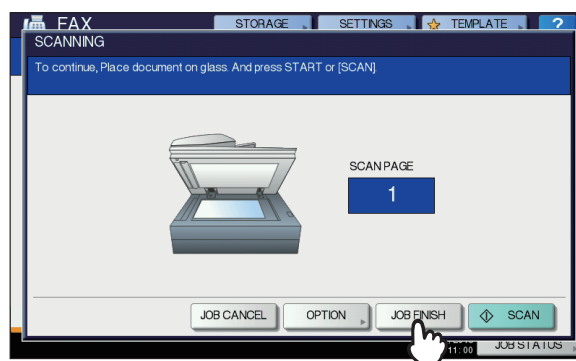 FAX STORAGE SETTINGS TEMPLATE ?
SCANNING
To continue, Place document on glass. And press START or [SCAN]
SCAN PAGE
1
JOB CANCEL OPTION JOB FINISH SCAN
11:00 JOB STATUS